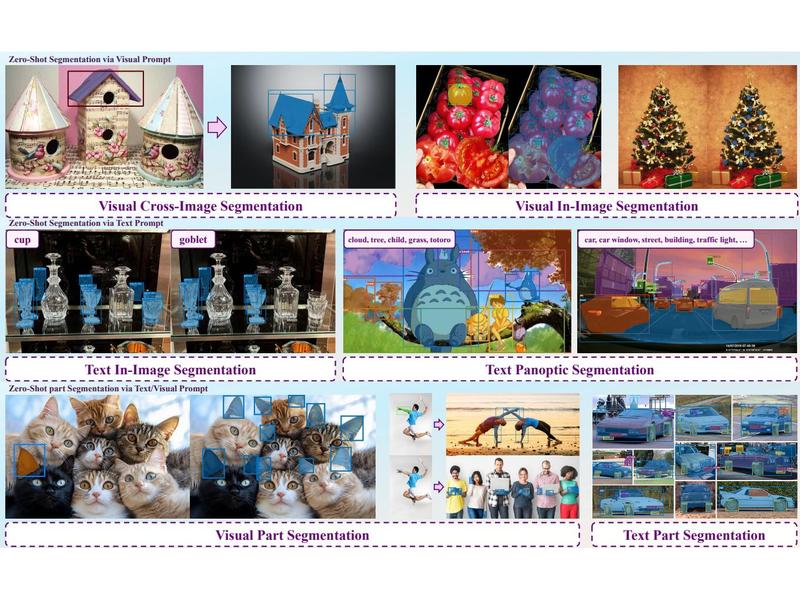 Zero-Shot Segmentation via Visual Prompt
Visual Cross-Image Segmentation
Visual In-Image Segmentation
Zero-Shot Segmentation via Text Prompt
cup
goblet
cloud, tree, child, grass, totoro
car, car window, street, building, traffic light, …
Text In-Image Segmentation
Text Panoptic Segmentation
Zero-Shot part Segmentation via Text/Visual Prompt
Visual Part Segmentation
Text Part Segmentation